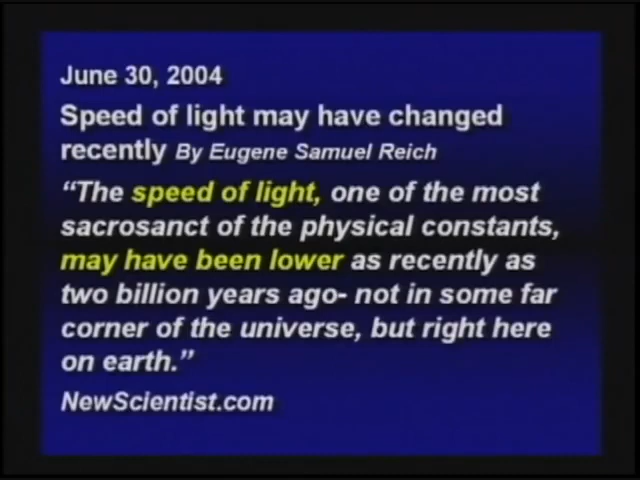 June 30, 2004
Speed of light may have changed
recently By Eugene Samuel Reich
“The speed of light, one of the most
sacrosanct of the physical constants,
may have been lower as recently as
two billion years ago- not in some far
corner of the universe, but right here
on earth.”
NewScientist.com